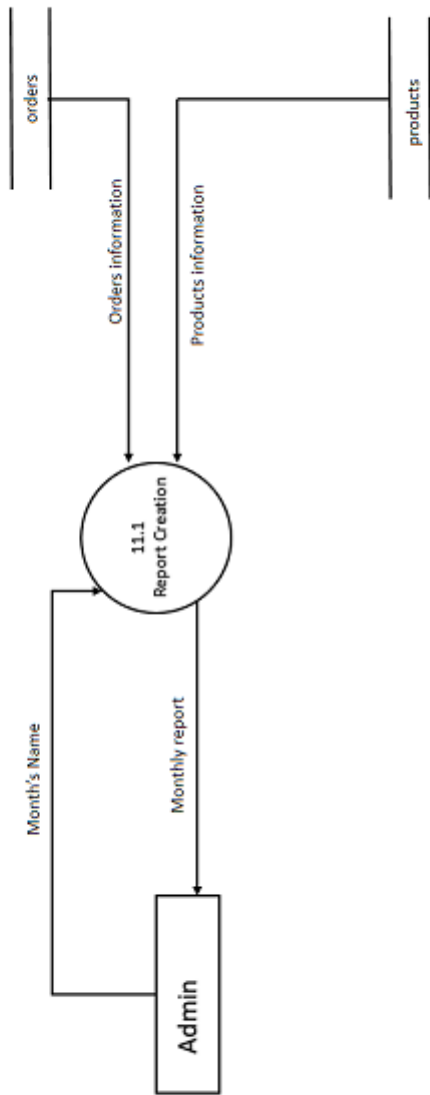 Month's Name
Admin
Monthly report
11.1
Report Creation
Orders information
Products information
orders
products